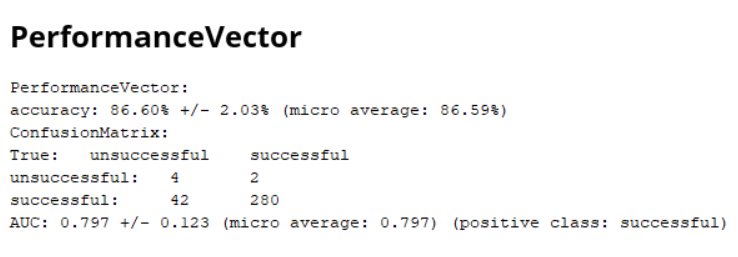 PerformanceVector
PerformanceVector:
accuracy: 86.60% +/- 2.03% (micro average: 86.59%)
ConfusionMatrix:
True: unsuccessful successful
unsuccessful: 4 2
successful: 42 280
AUC: 0.797 +/- 0.123 (micro average: 0.797) (positive class: successful)